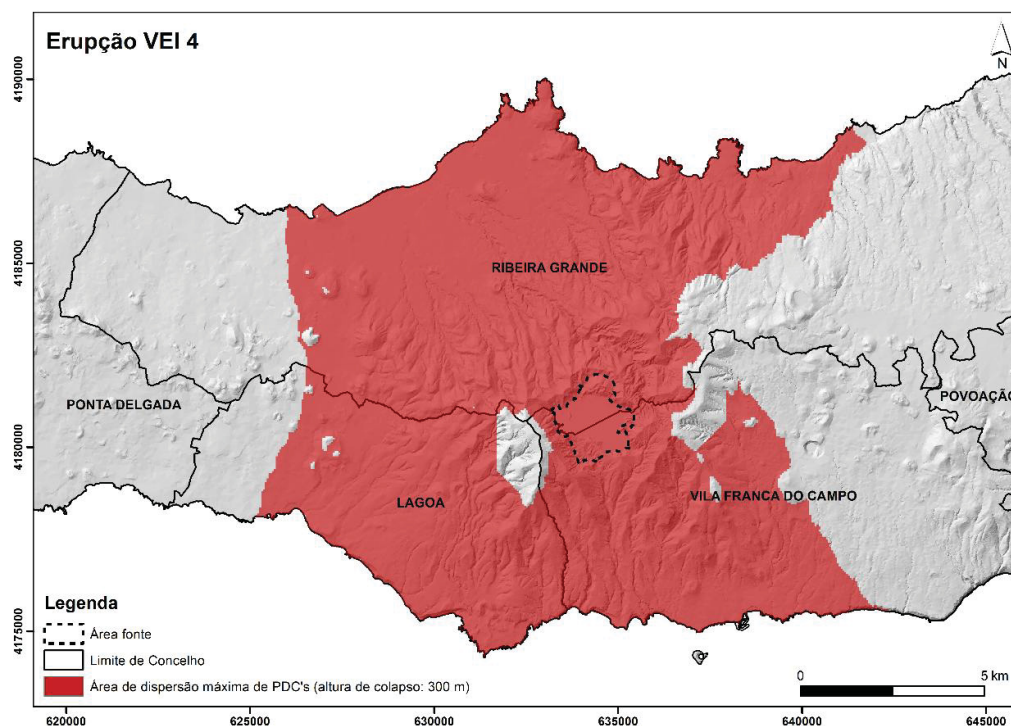 Erupção VEI 4
N
4190000
4185000
4180000
4175000
RIBEIRA GRANDE
PONTA DELGADA
POVOAÇÃO
LAGOA
VILA FRANCA DO CAMPO
Legenda
Área fonte
Limite de Concelho
Área de dispersão máxima de PDC's (altura de colapso: 300 m)
0 5 km
620000 625000 630000 635000 640000 645000